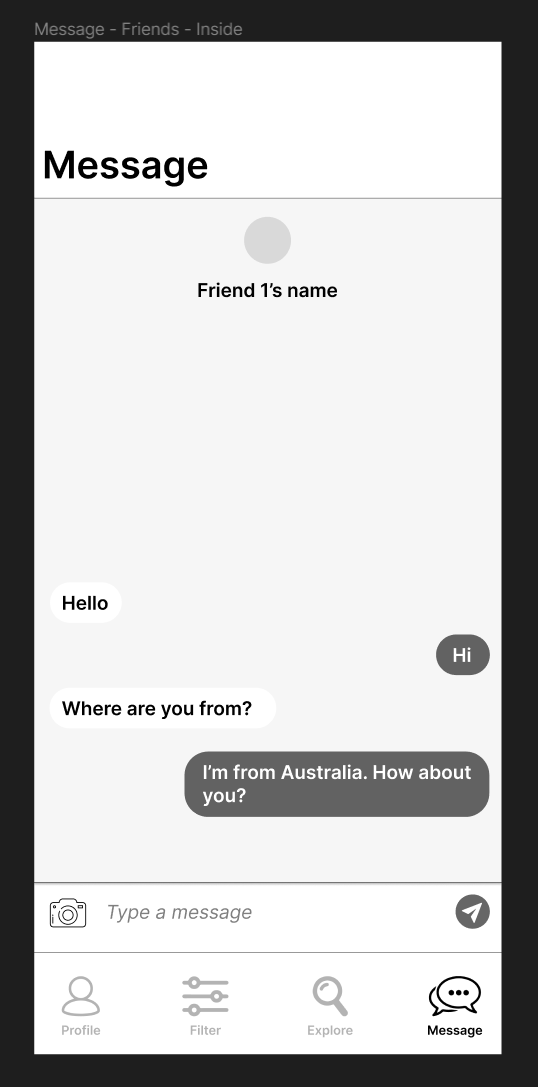 Message - Friends - Inside
Message
Friend 1’s name
Hello
Hi
Where are you from?
I’m from Australia. How about
you?
Type a message
Profile
Filter
Explore
Message